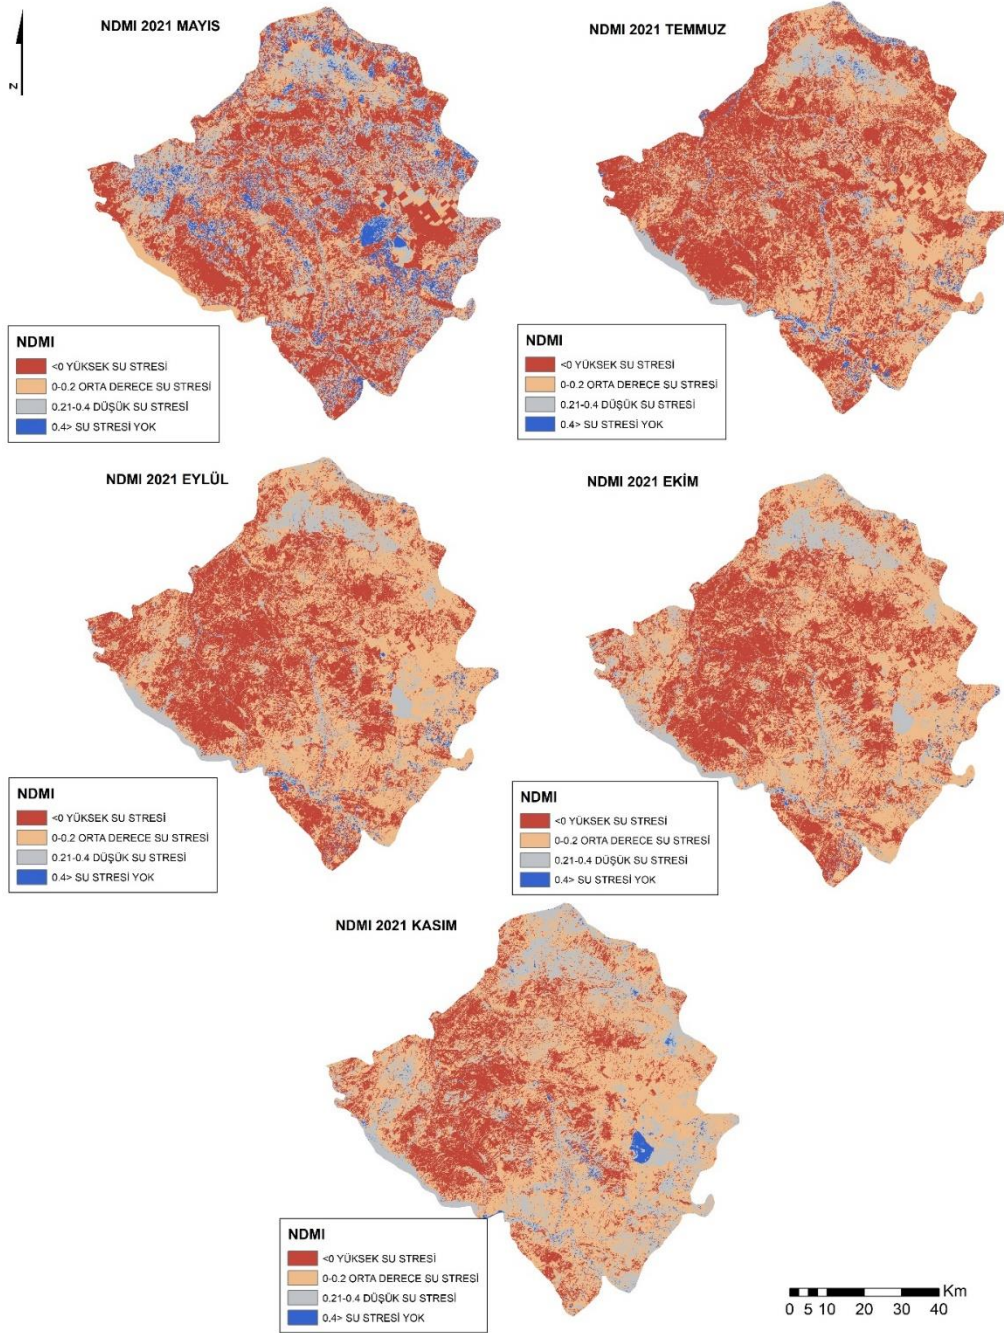 NDMI 2021 MAYIS
NDMI 2021 TEMMUZ
N
NDMI
<0 YÜKSEK SU STRESİ
0-0.2 ORTA DERECE SU STRESİ
0.21-0.4 DÜŞÜK SU STRESİ
0.4> SU STRESİ YOK
NDMI
<0 YÜKSEK SU STRESİ
0-0.2 ORTA DERECE SU STRESİ
0.21-0.4 DÜŞÜK SU STRESİ
0.4> SU STRESİ YOK
NDMI 2021 EYLÜL
NDMI 2021 EKİM
NDMI
<0 YÜKSEK SU STRESİ
0-0.2 ORTA DERECE SU STRESİ
0.21-0.4 DÜŞÜK SU STRESİ
0.4> SU STRESİ YOK
NDMI
<0 YÜKSEK SU STRESİ
0-0.2 ORTA DERECE SU STRESİ
0.21-0.4 DÜŞÜK SU STRESİ
0.4> SU STRESİ YOK
NDMI 2021 KASIM
NDMI
<0 YÜKSEK SU STRESİ
0-0.2 ORTA DERECE SU STRESİ
0.21-0.4 DÜŞÜK SU STRESİ
0.4> SU STRESİ YOK
Km
0 5 10 20 30 40